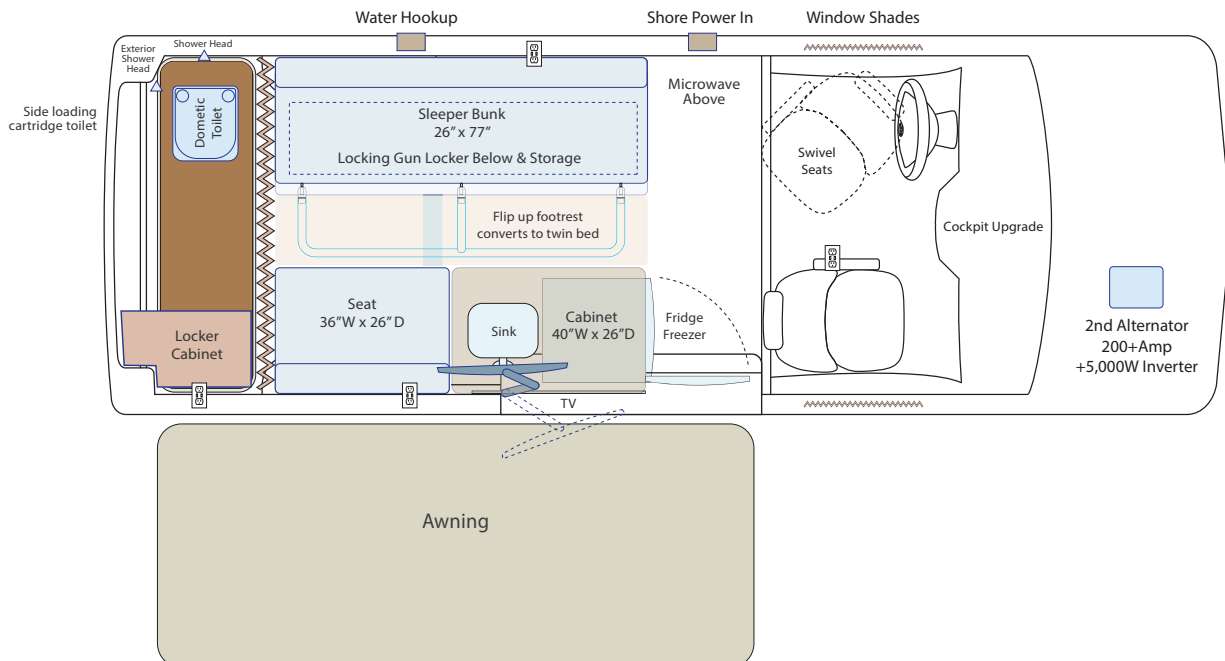 Water Hookup
Shore Power In
Window Shades
Exterior
Shower
Head
Shower Head
Side loading
cartridge toilet
Dometic
Toilet
Sleeper Bunk
26” x 77”
Locking Gun Locker Below & Storage
Microwave
Above
Swivel
Seats
Flip up footrest
converts to twin bed
Cockpit Upgrade
Seat
36”W x 26” D
Sink
Cabinet
40”W x 26”D
Fridge
Freezer
Locker
Cabinet
2nd Alternator
200+Amp
+5,000W Inverter
TV
Awning